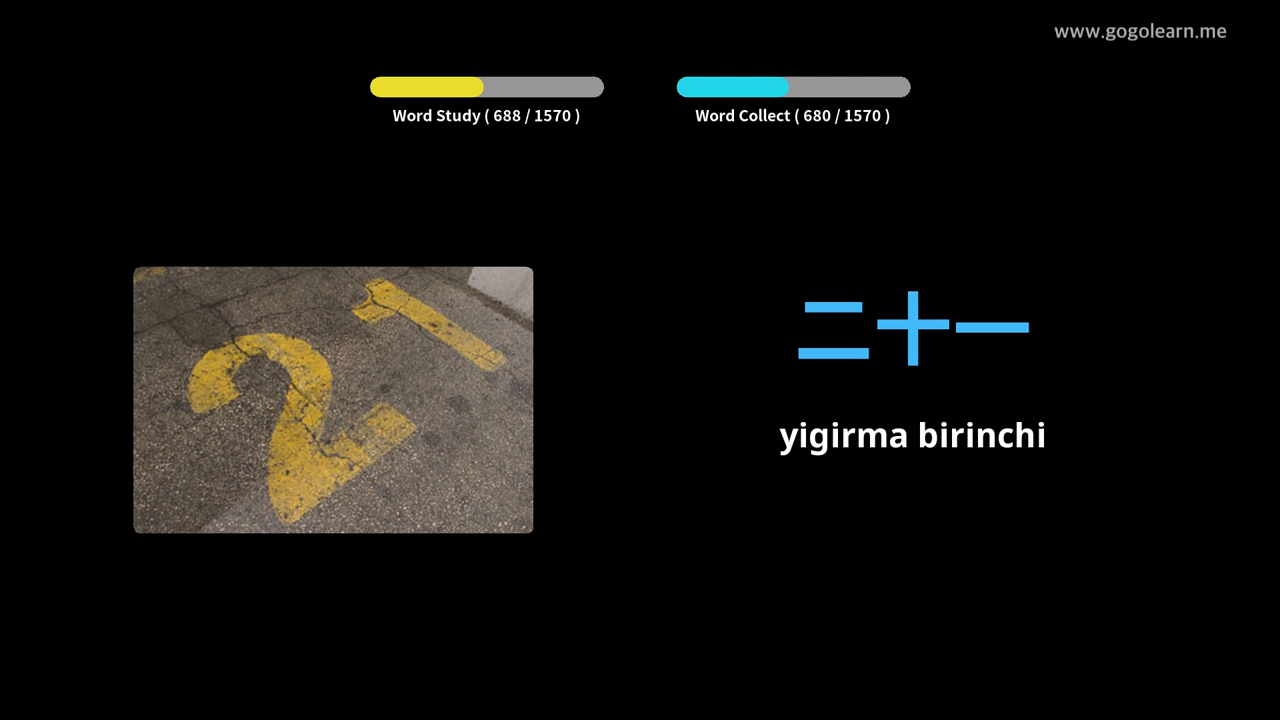 www.gogolearn.me
Word Study ( 688 / 1570 )
Word Collect ( 680 / 1570 )
21
二十一
yigirma birinchi